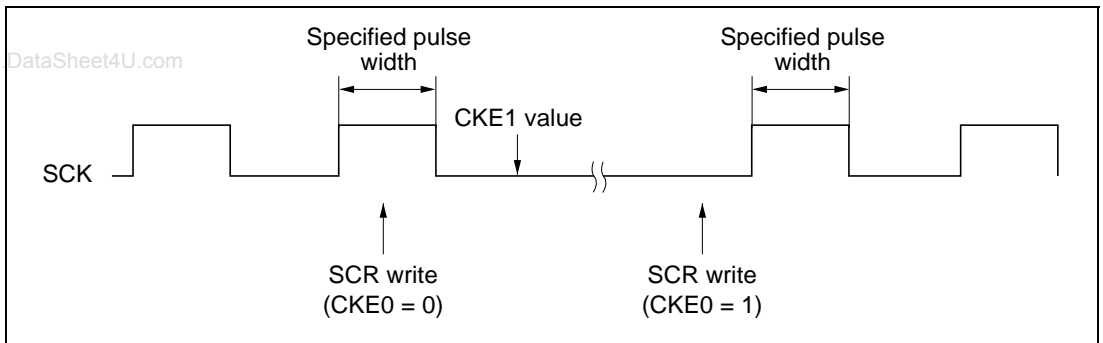 Specified pulse
width
Specified pulse
width
DataSheet4U.com
CKE1 value
SCK
SCR write
(CKE0 = 0)
SCR write
(CKE0 = 1)